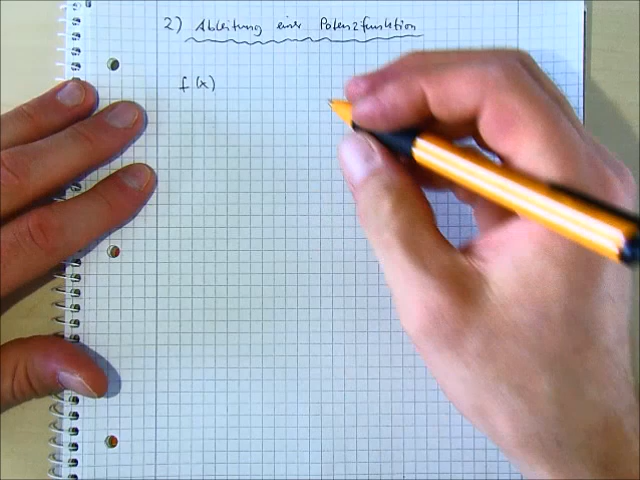 2) Ableitung einer Potenzfunktion
f(x)